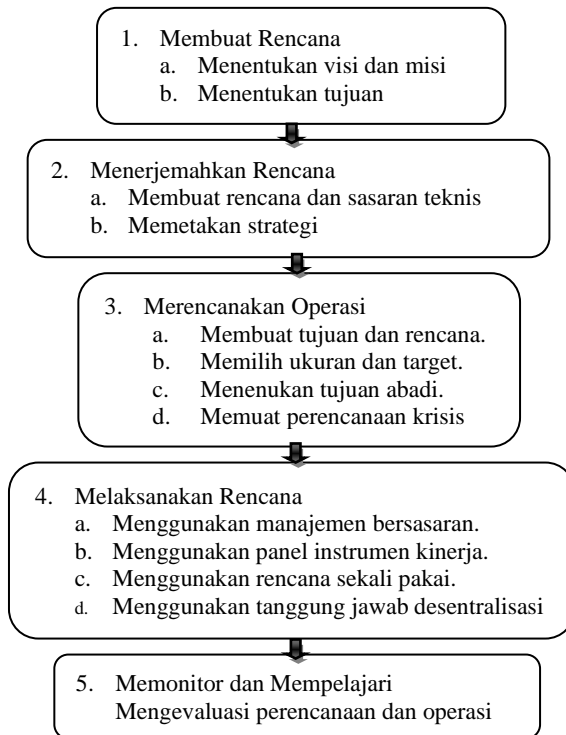 1. Membuat Rencana
a. Menentukan visi dan misi
b. Menentukan tujuan
2. Menerjemahkan Rencana
a. Membuat rencana dan sasaran teknis
b. Memetakan strategi
3. Merencanakan Operasi
a. Membuat tujuan dan rencana.
b. Memilih ukuran dan target.
c. Menenukan tujuan abadi.
d. Memuat perencanaan krisis
4. Melaksanakan Rencana
a. Menggunakan manajemen bersasaran.
b. Menggunakan panel instrumen kinerja.
c. Menggunakan rencana sekali pakai.
d. Menggunakan tanggung jawab desentralisasi
5. Memonitor dan Mempelajari
Mengevaluasi perencanaan dan operasi